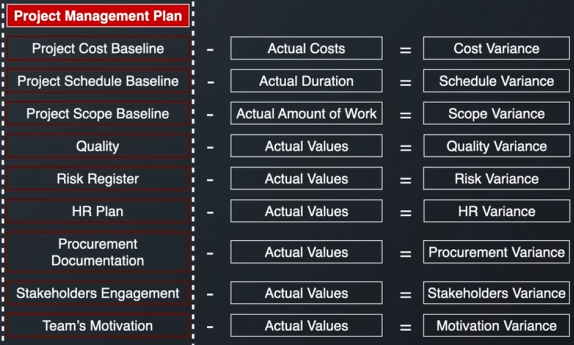 Project Management Plan
Project Cost Baseline - Actual Costs = Cost Variance
Project Schedule Baseline - Actual Duration = Schedule Variance
Project Scope Baseline - Actual Amount of Work = Scope Variance
Quality - Actual Values = Quality Variance
Risk Register - Actual Values = Risk Variance
HR Plan - Actual Values = HR Variance
Procurement
Documentation - Actual Values = Procurement Variance
Stakeholders Engagement - Actual Values = Stakeholders Variance
Team's Motivation - Actual Values = Motivation Variance